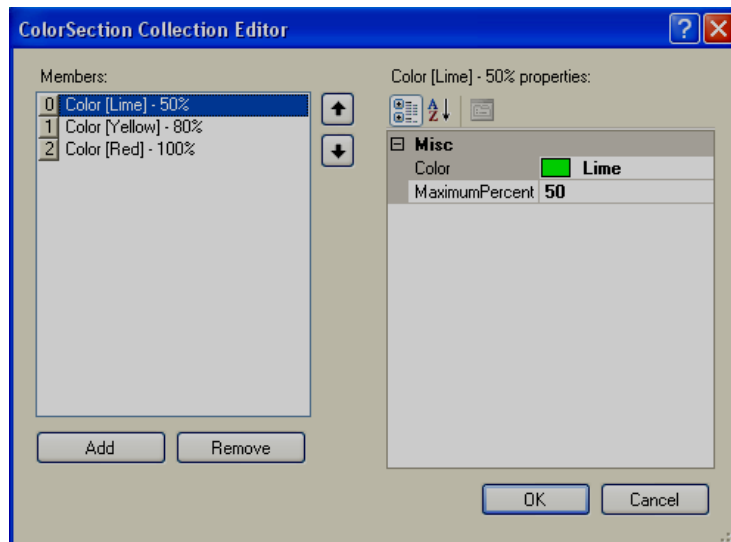 ColorSection Collection Editor
Members:
0 Color [Lime] - 50%
1 Color [Yellow] - 80%
2 Color [Red] - 100%
Add Remove
Color [Lime] - 50% properties:
Misc
Color Lime
MaximumPercent 50
OK Cancel